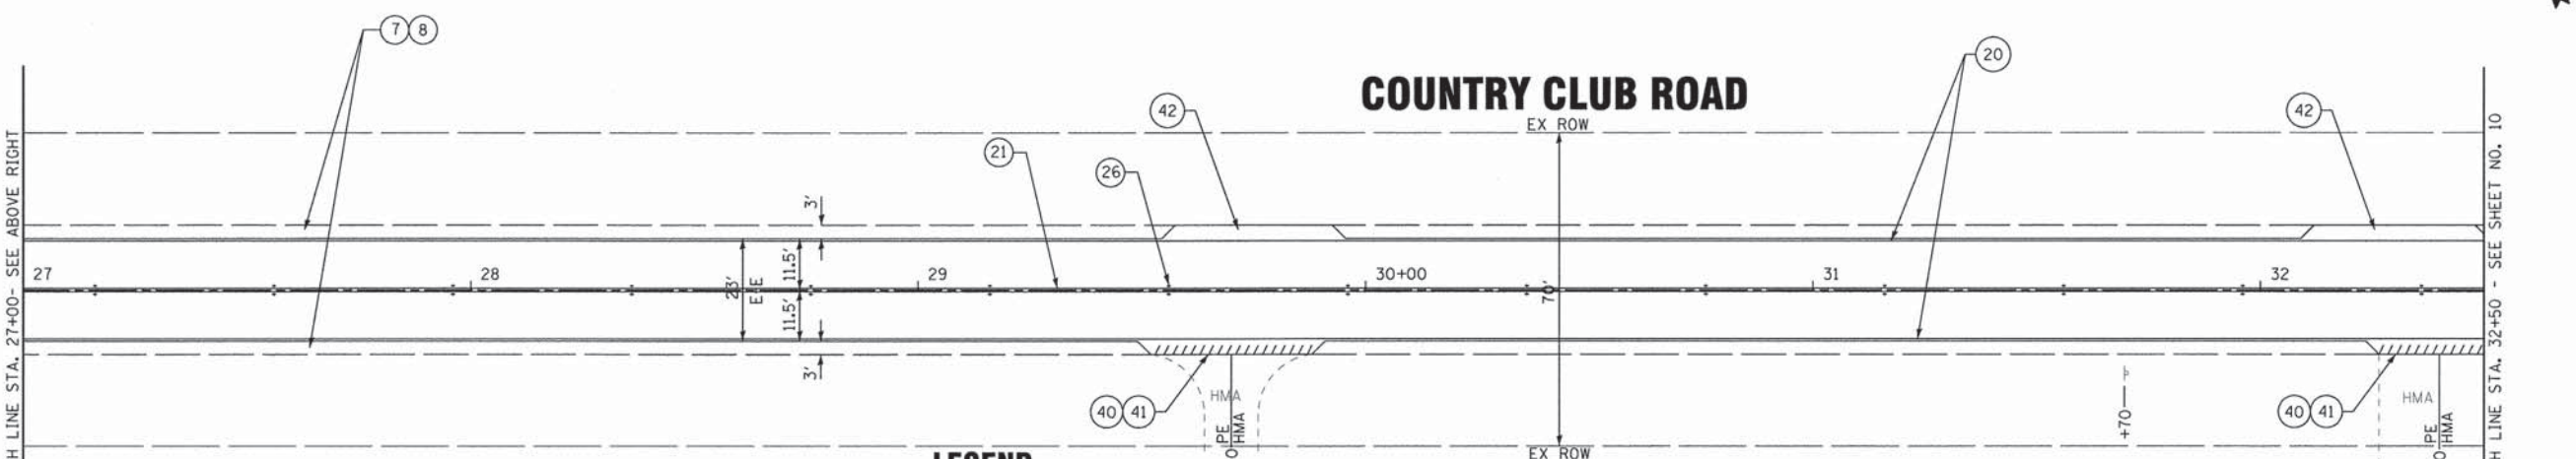 7 8
20
COUNTRY CLUB ROAD
42
42
EX ROW
21
26
H LINE STA. 27+00- SEE ABOVE RIGHT
3'
27
28
29
30+00
31
32
11.5'
23'
E-E
11.5'
70'
3'
40 41
HMA
PE
HMA
+70
P
40 41
HMA
PE
HMA
H LINE STA. 32+50 - SEE SHEET NO. 10
LEGEND
EX ROW